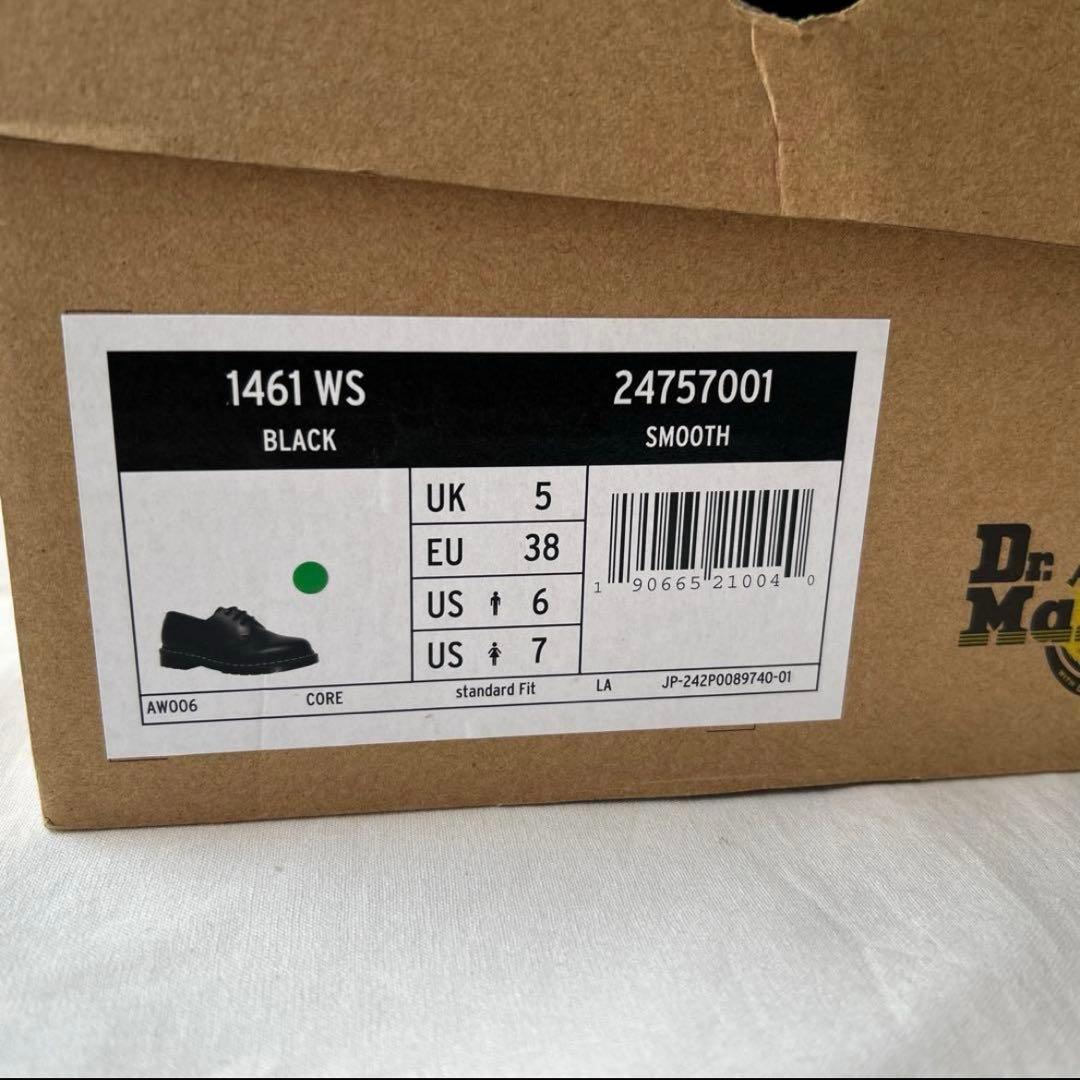 1461 WS
BLACK
24757001
SMOOTH
UK 5
EU 38
US 6
US 7
1 90665 21004 0
AW006
CORE
standard Fit
LA
JP-242P0089740-01
Dr.
Ma
WITH